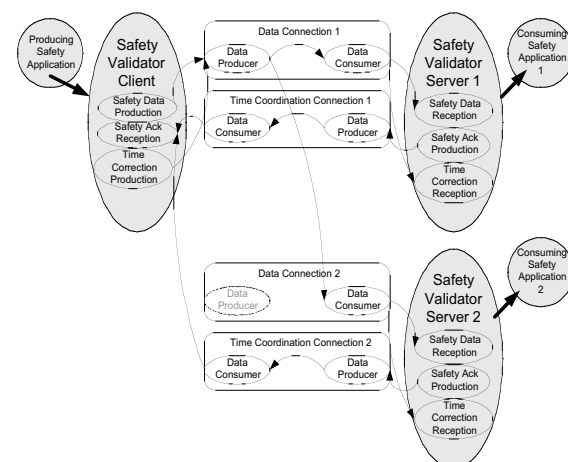 Producing
Safety
Application
Safety
Validator
Client
Safety Data
Production
Safety Ack
Reception
Time
Correction
Production
Data Connection 1
Data
Producer
Data
Consumer
Time Coordination Connection 1
Data
Consumer
Data
Producer
Safety
Validator
Server 1
Safety Data
Reception
Safety Ack
Production
Time
Correction
Reception
Consuming
Safety
Application
1
Data Connection 2
Data
Producer
Data
Consumer
Time Coordination Connection 2
Data
Consumer
Data
Producer
Safety
Validator
Server 2
Safety Data
Reception
Safety Ack
Production
Time
Correction
Reception
Consuming
Safety
Application
2